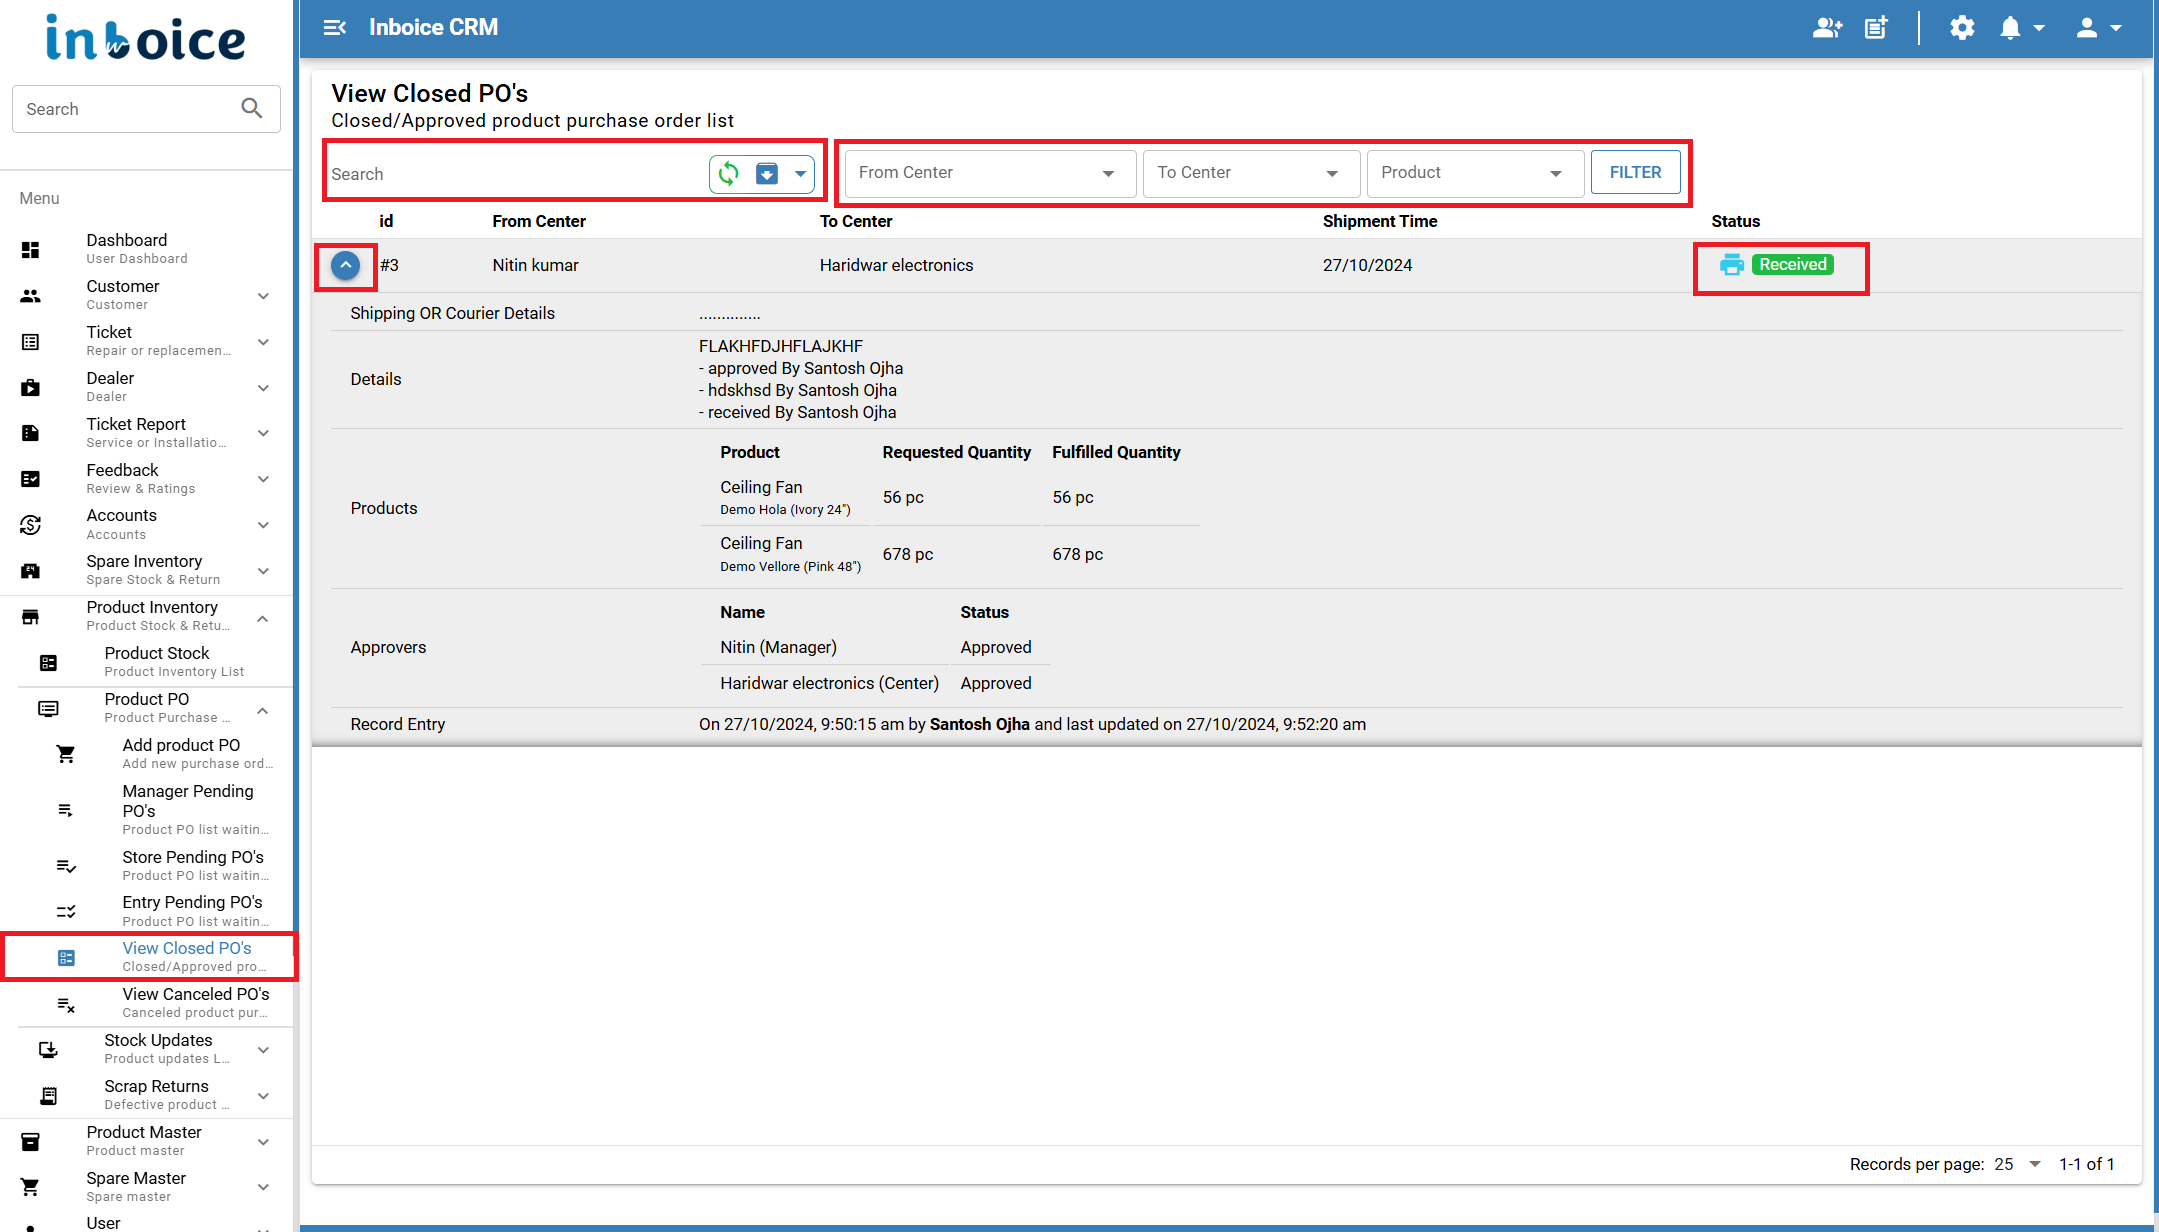 inboice
Search
Menu
Dashboard
User Dashboard
Customer
Customer
Ticket
Repair or replacemen...
Dealer
Dealer
Ticket Report
Service or Installatio...
Feedback
Review & Ratings
Accounts
Accounts
Spare Inventory
Spare Stock & Return
Product Inventory
Product Stock & Retu...
Product Stock
Product Inventory List
Product PO
Product Purchase ...
Add product PO
Add new purchase ord...
Manager Pending
PO's
Product PO list waitin...
Store Pending PO's
Product PO list waitin...
Entry Pending PO's
Product PO list waitin...
View Closed PO's
Closed/Approved pro...
View Canceled PO's
Canceled product pur...
Stock Updates
Product updates L...
Scrap Returns
Defective product ...
Product Master
Product master
Spare Master
Spare master
User
Inboice CRM
View Closed PO's
Closed/Approved product purchase order list
Search
From Center To Center Product FILTER
id From Center To Center Shipment Time Status
#3 Nitin kumar Haridwar electronics 27/10/2024 Received
Shipping OR Courier Details ..............
Details
FLAKHFDJHFLAJKHF
- approved By Santosh Ojha
- hdskhsd By Santosh Ojha
- received By Santosh Ojha
Products
Product Requested Quantity Fulfilled Quantity
Ceiling Fan
Demo Hola (Ivory 24") 56 pc 56 pc
Ceiling Fan
Demo Vellore (Pink 48") 678 pc 678 pc
Approvers
Name Status
Nitin (Manager) Approved
Haridwar electronics (Center) Approved
Record Entry On 27/10/2024, 9:50:15 am by Santosh Ojha and last updated on 27/10/2024, 9:52:20 am
Records per page: 25 1-1 of 1